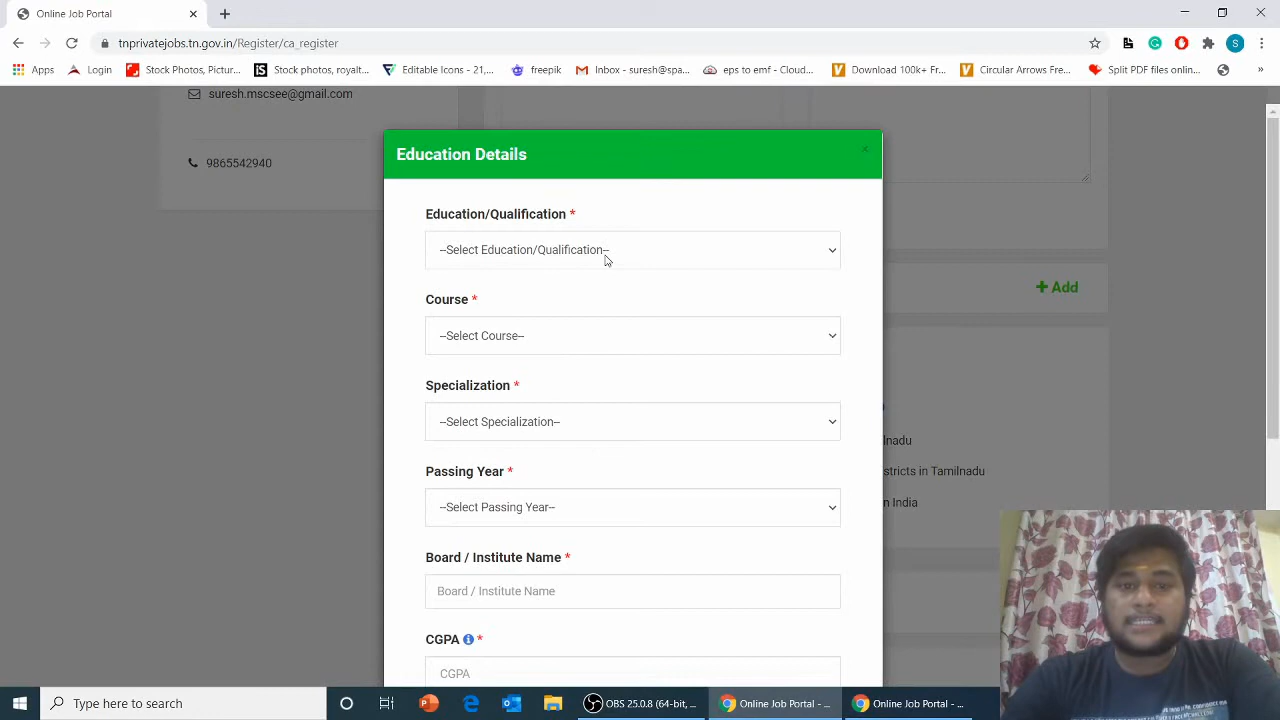 Online Job Portal
tnprivatejobs.tn.gov.in/Register/ca_register
S
Apps
Login
Stock Photos, Pictur...
iS
Stock photos, royalt...
Editable Icons - 21,...
freepik
Inbox - suresh@spa...
eps to emf - Cloud...
Download 100k+ Fr...
Circular Arrows Free...
Split PDF files onlin...
suresh.mscsee@gmail.com
9865542940
Education Details
×
Education/Qualification *
--Select Education/Qualification--
Course *
--Select Course--
Specialization *
--Select Specialization--
Passing Year *
--Select Passing Year--
Board / Institute Name *
Board / Institute Name
CGPA *
CGPA
+ Add
lnadu
stricts in Tamilnadu
n India
Type here to search
OBS 25.0.8 (64-bit, ...
Online Job Portal - ...
Online Job Portal - ...